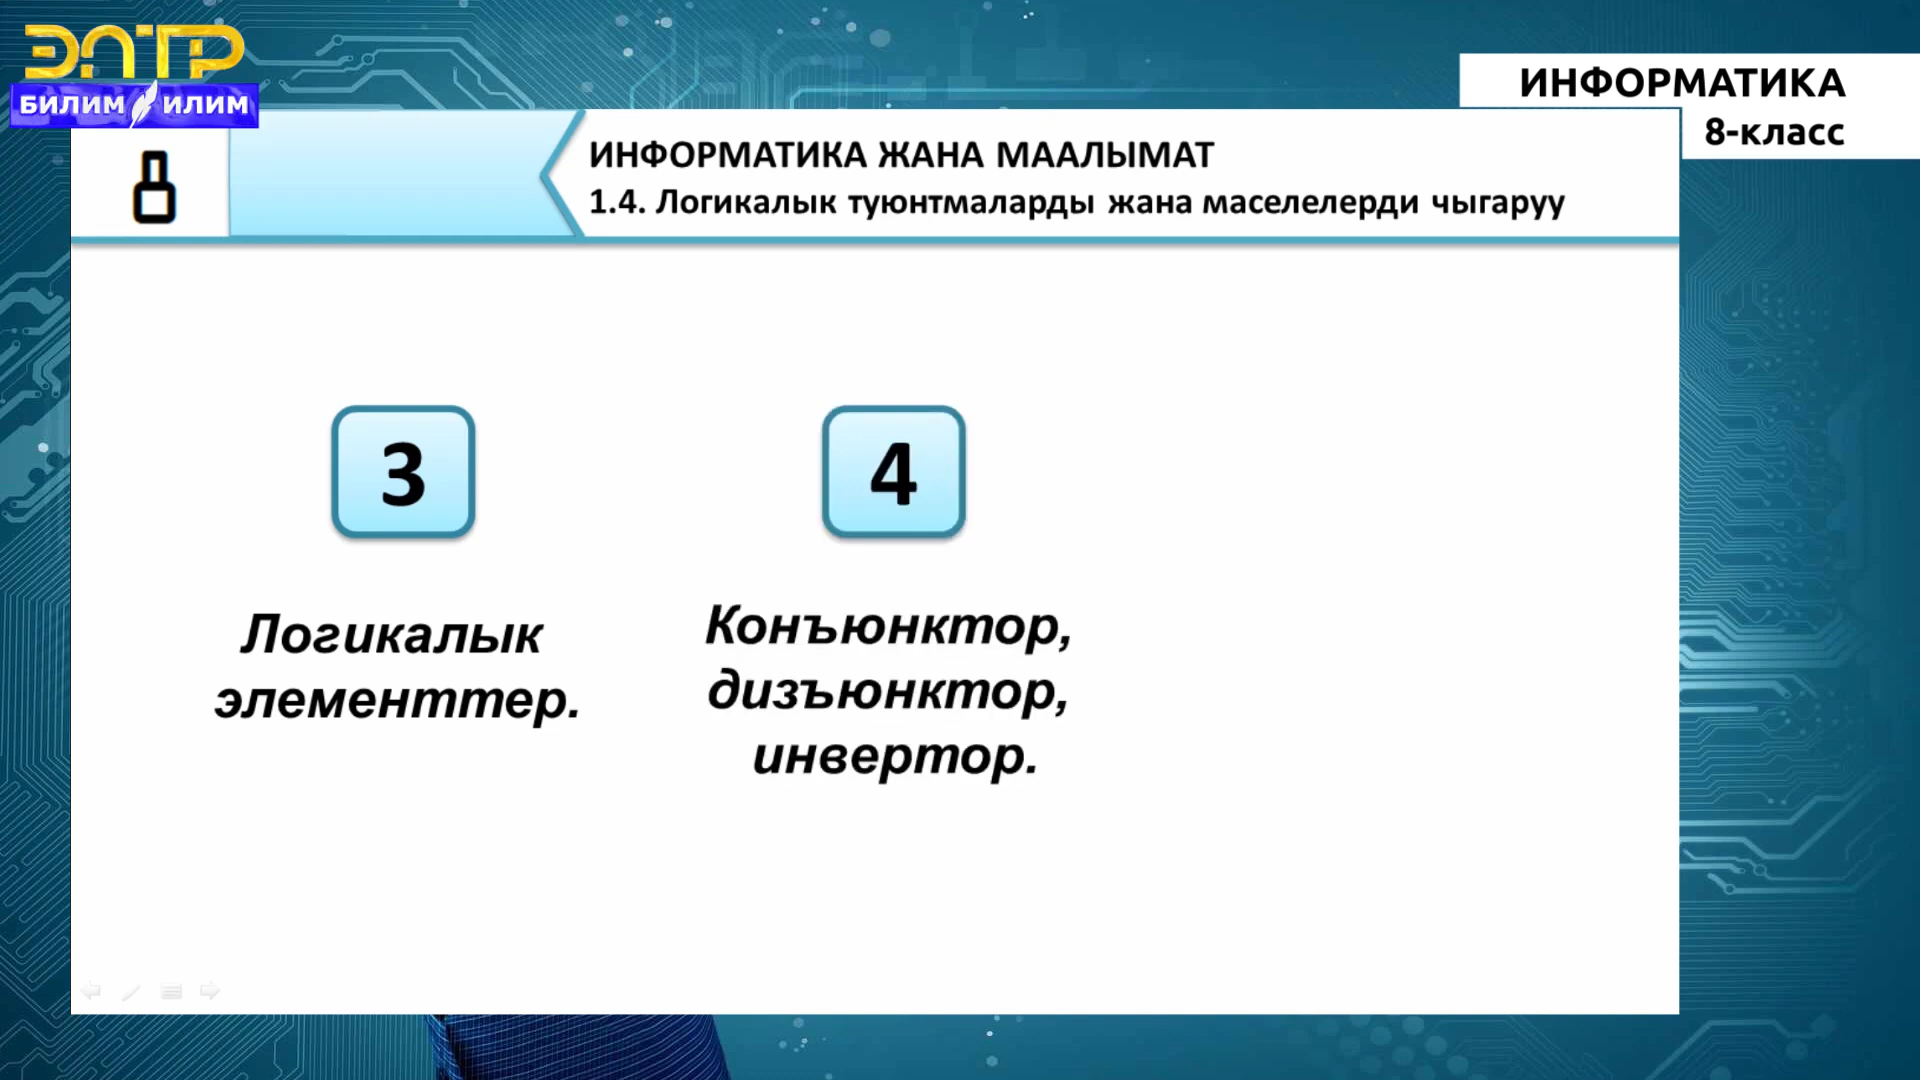 ЭЛТР
БИЛИМ ИЛИМ
ИНФОРМАТИКА
8-класс
8
ИНФОРМАТИКА ЖАНА МААЛЫМАТ
1.4. Логикалык туюнтмаларды жана маселелерди чыгаруу
3
4
Логикалык
элементтер.
Конъюнктор,
дизъюнктор,
инвертор.